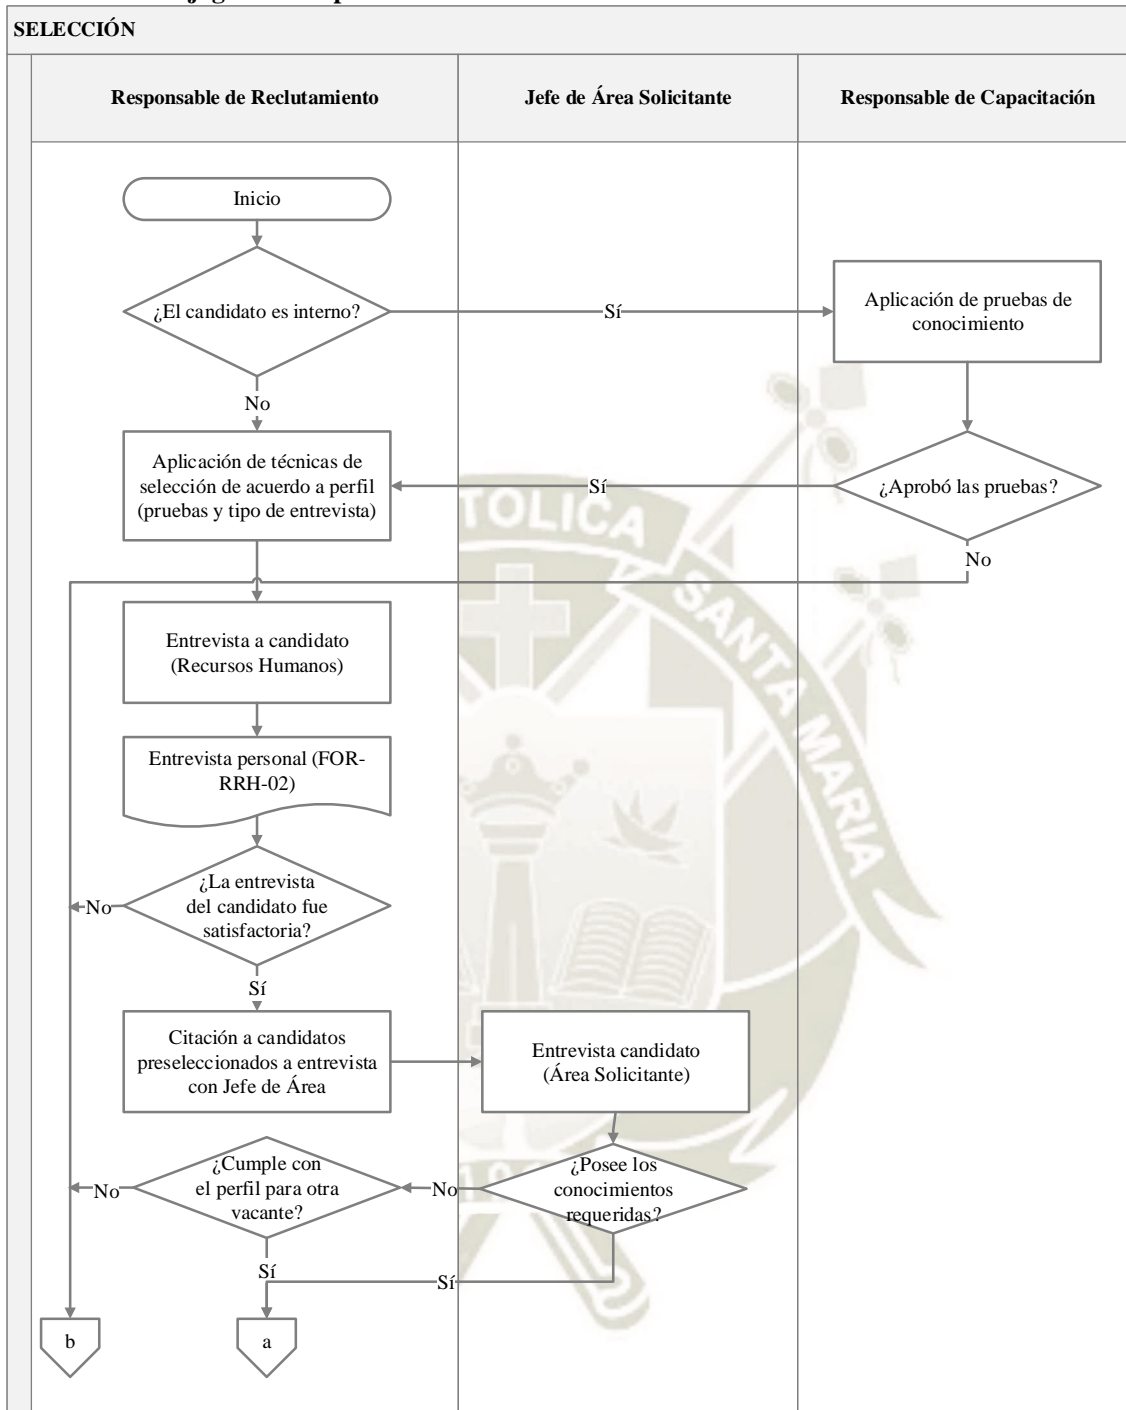 SELECCIÓN
Responsable de Reclutamiento
Jefe de Área Solicitante
Responsable de Capacitación
Inicio
¿El candidato es interno?
Sí
Aplicación de pruebas de
conocimiento
No
Aplicación de técnicas de
selección de acuerdo a perfil
(pruebas y tipo de entrevista)
Sí
¿Aprobó las pruebas?
No
Entrevista a candidato
(Recursos Humanos)
Entrevista personal (FOR-
RRH-02)
¿La entrevista
del candidato fue
satisfactoria?
No
Sí
Citación a candidatos
preseleccionados a entrevista
con Jefe de Área
Entrevista candidato
(Área Solicitante)
¿Posee los
conocimientos
requeridas?
No
¿Cumple con
el perfil para otra
vacante?
No
Sí
Sí
b
a
TOLICA
SANTA MARIA